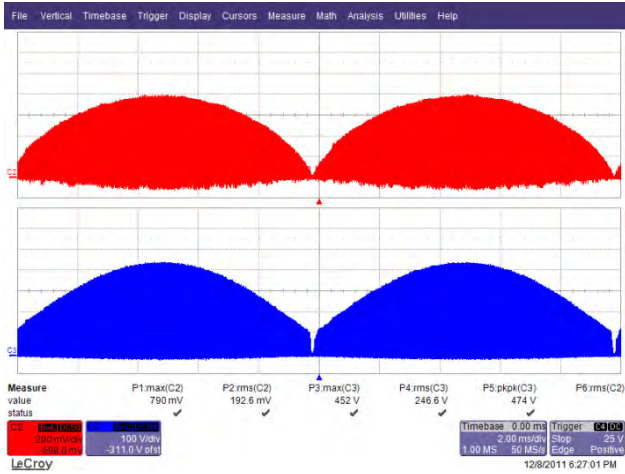 File Vertical Timebase Trigger Display Cursors Measure Math Analysis Utilities Help
C2
C3
Measure P1:max(C2) P2:rms(C2) P3:max(C3) P4:rms(C3) P5:pkpk(C3) P6:rms(C2)
value 790 mV 192.6 mV 452 V 246.6 V 474 V
status
C2
200 mV/div
-598.0 mV
100 V/div
-311.0 V ofst
Timebase 0.00 ms
2.00 ms/div
1.00 MS 50 MS/s
Trigger C4 DC
Stop 25 V
Edge Positive
LeCroy
12/8/2011 6:27:01 PM